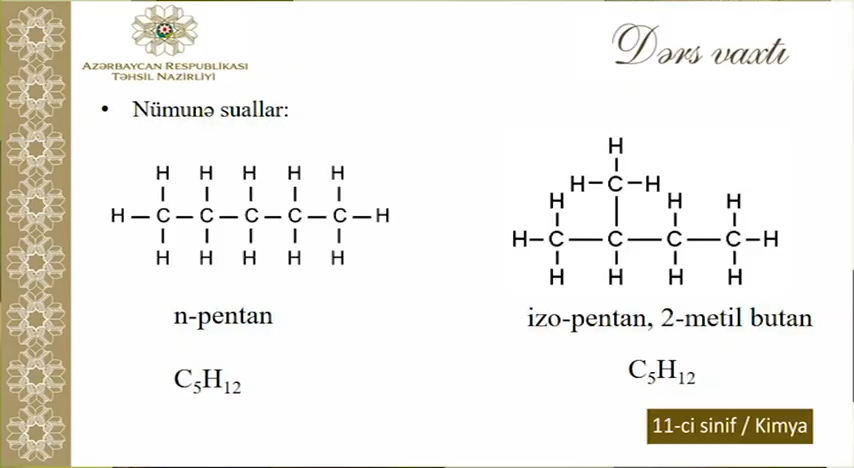 AZƏRBAYCAN RESPUBLİKASI
TƏHSİL NAZİRLİYİ
Dərs vaxtı
• Nümunə suallar:
H H H H H
H – C – C – C – C – C – H
H H H H H
n-pentan
C₅H₁₂
H
H – C – H
H H H
H – C – C – C – C – H
H H H H
izo-pentan, 2-metil butan
C₅H₁₂
11-ci sinif / Kimya